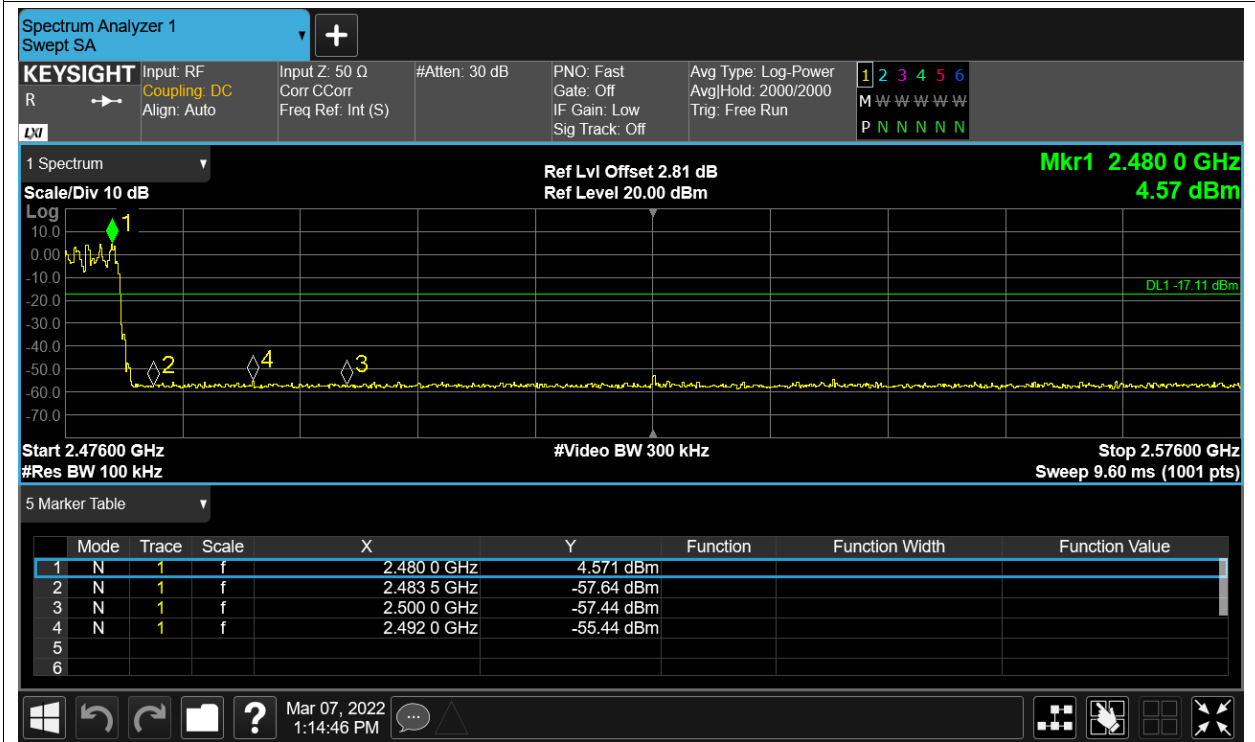 Spectrum Analyzer 1
Swept SA
+
KEYSIGHT
R
LXI
Input: RF
Coupling: DC
Align: Auto
Input Z: 50 Ω
Corr CCorr
Freq Ref: Int (S)
#Atten: 30 dB
PNO: Fast
Gate: Off
IF Gain: Low
Sig Track: Off
Avg Type: Log-Power
Avg|Hold: 2000/2000
Trig: Free Run
1 2 3 4 5 6
M W W W W W
P N N N N N
1 Spectrum
Scale/Div 10 dB
Ref Lvl Offset 2.81 dB
Ref Level 20.00 dBm
Mkr1 2.480 0 GHz
4.57 dBm
Log
10.0
0.00
-10.0
-20.0
-30.0
-40.0
-50.0
-60.0
-70.0
1
2
4
3
DL1 -17.11 dBm
Start 2.47600 GHz
#Res BW 100 kHz
#Video BW 300 kHz
Stop 2.57600 GHz
Sweep 9.60 ms (1001 pts)
5 Marker Table
Mode Trace Scale X Y Function Function Width Function Value
1 N 1 f 2.480 0 GHz 4.571 dBm
2 N 1 f 2.483 5 GHz -57.64 dBm
3 N 1 f 2.500 0 GHz -57.44 dBm
4 N 1 f 2.492 0 GHz -55.44 dBm
5
6
?
Mar 07, 2022
1:14:46 PM